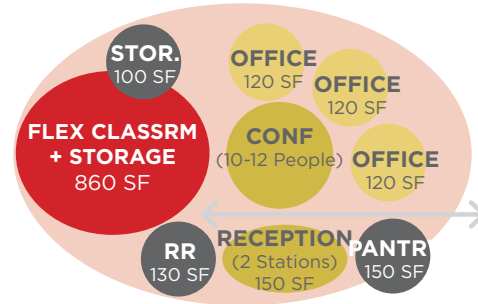 STOR.
100 SF
OFFICE
120 SF
OFFICE
120 SF
FLEX CLASSRM
+ STORAGE
860 SF
CONF
(10-12 People)
OFFICE
120 SF
RR
130 SF
RECEPTION
(2 Stations)
150 SF
PANTRY
150 SF